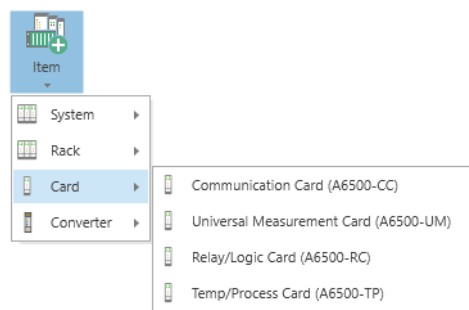 Item
System
Rack
Card
Converter
Communication Card (A6500-CC)
Universal Measurement Card (A6500-UM)
Relay/Logic Card (A6500-RC)
Temp/Process Card (A6500-TP)